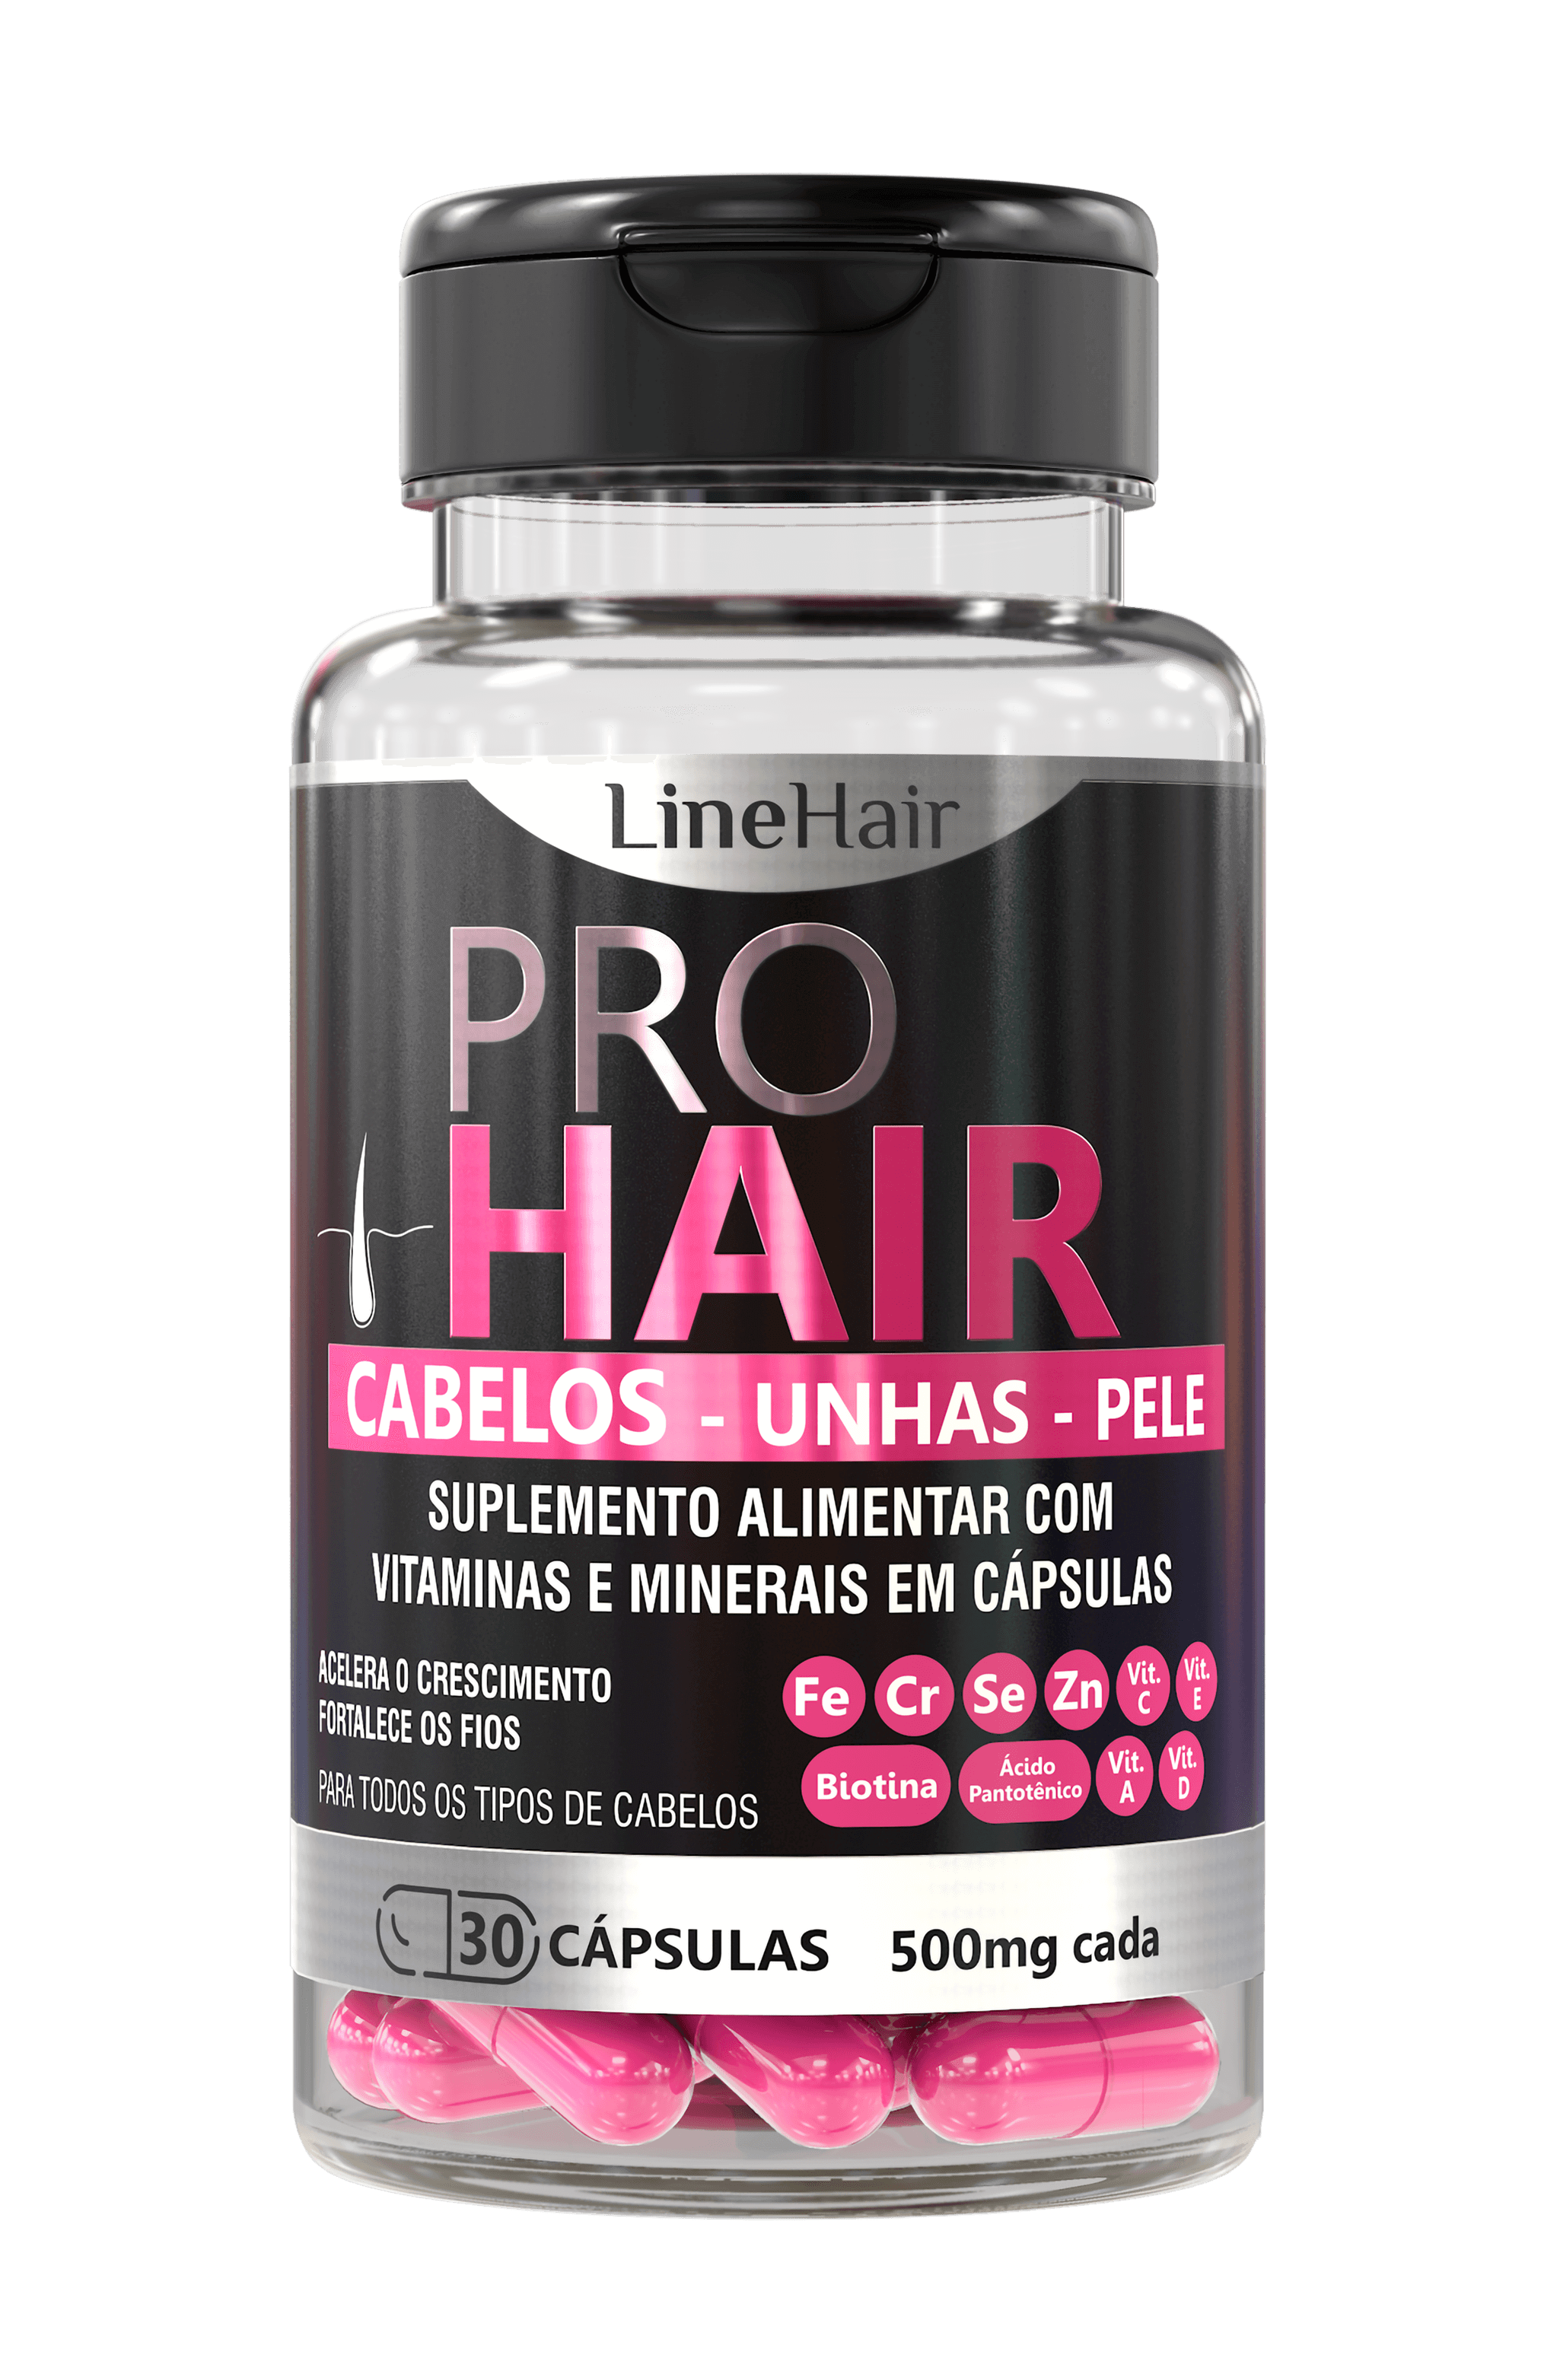 LineHair
PRO
HAIR
CABELOS - UNHAS - PELE
SUPLEMENTO ALIMENTAR COM
VITAMINAS E MINERAIS EM CÁPSULAS
ACELERA O CRESCIMENTO
FORTALECE OS FIOS
PARA TODOS OS TIPOS DE CABELOS
Fe Cr Se Zn Vit. C Vit. E
Biotina Ácido Pantotênico Vit. A Vit. D
30 CÁPSULAS 500mg cada